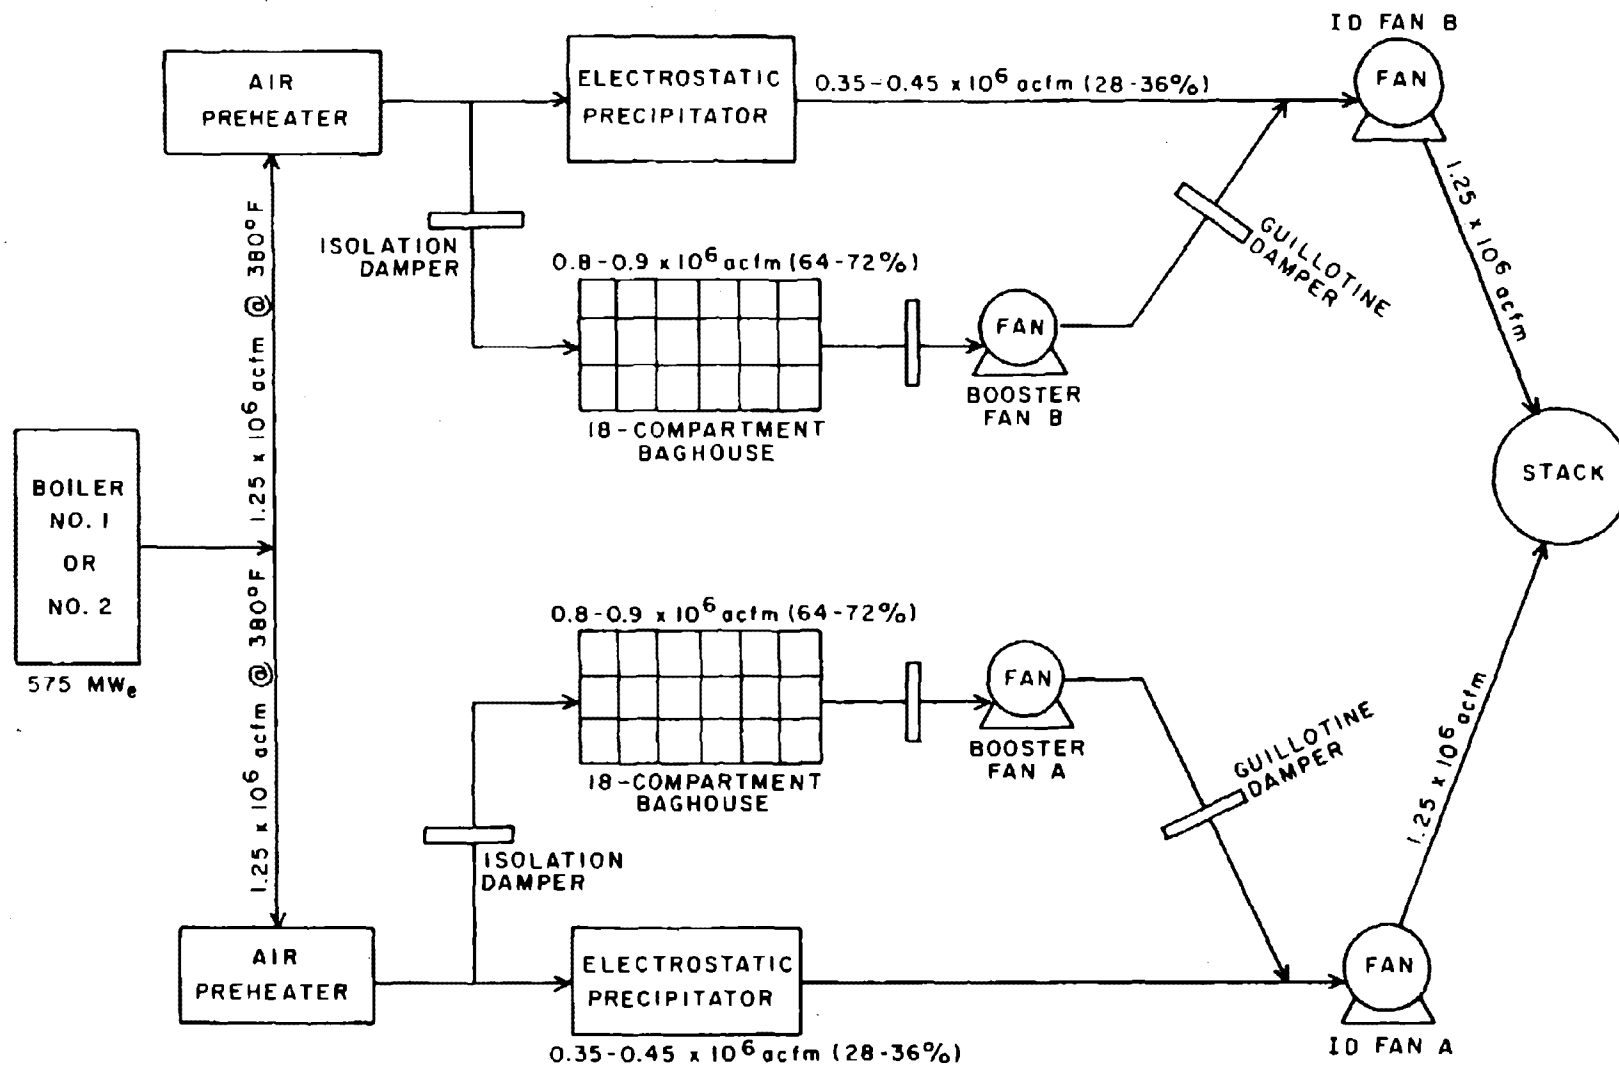 ID FAN B
FAN
AIR
PREHEATER
ELECTROSTATIC
PRECIPITATOR
0.35-0.45 x 10⁶ acfm (28-36%)
1.25 x 10⁶ acfm @ 380°F
ISOLATION
DAMPER
0.8-0.9 x 10⁶ acfm (64-72%)
18-COMPARTMENT
BAGHOUSE
FAN
BOOSTER
FAN B
GUILLOTINE
DAMPER
1.25 x 10⁶ acfm
BOILER
NO. 1
OR
NO. 2
575 MWe
STACK
1.25 x 10⁶ acfm @ 380°F
0.8-0.9 x 10⁶ acfm (64-72%)
18-COMPARTMENT
BAGHOUSE
FAN
BOOSTER
FAN A
GUILLOTINE
DAMPER
1.25 x 10⁶ acfm
ISOLATION
DAMPER
AIR
PREHEATER
ELECTROSTATIC
PRECIPITATOR
0.35-0.45 x 10⁶ acfm (28-36%)
FAN
ID FAN A